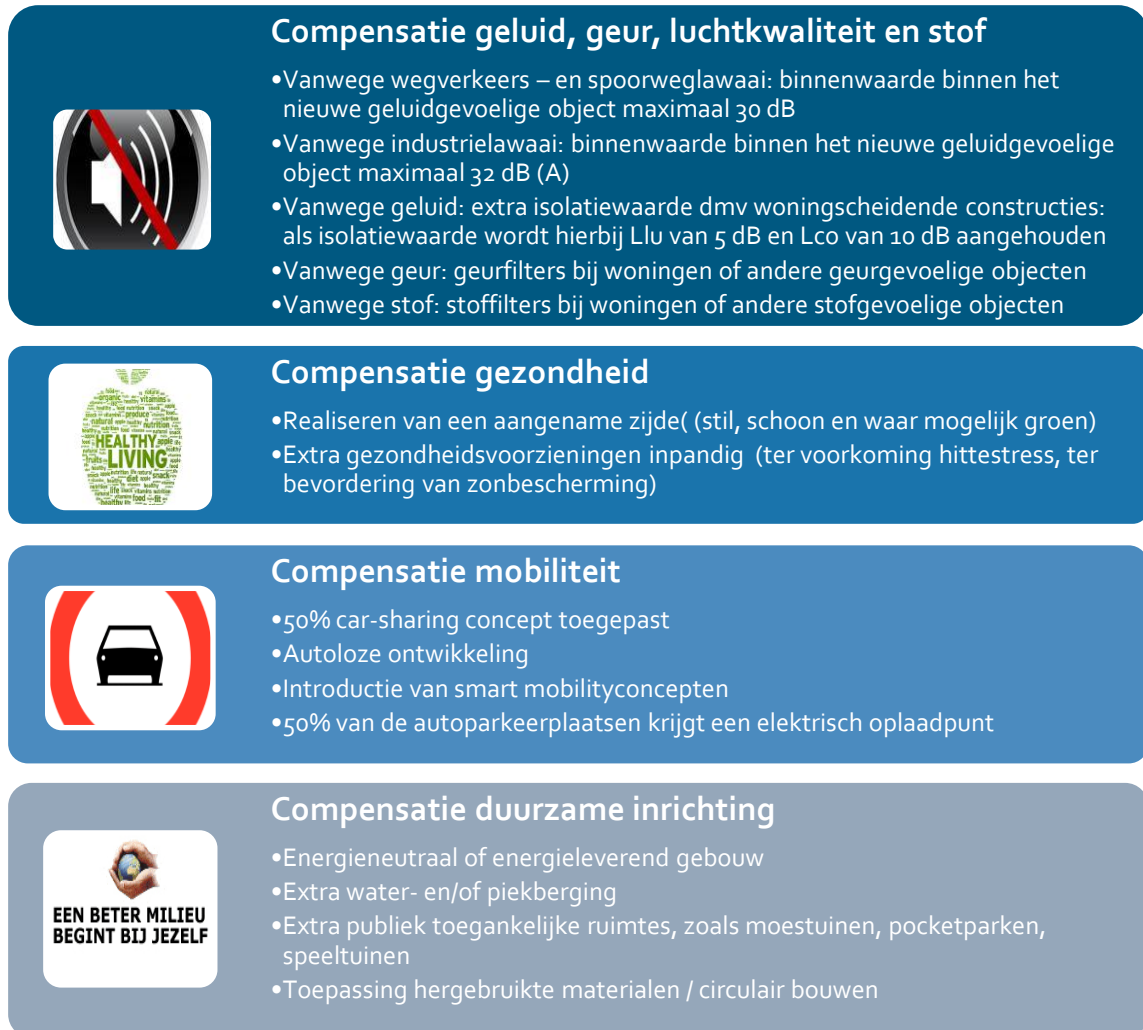 Compensatie geluid, geur, luchtkwaliteit en stof
•Vanwege wegverkeers – en spoorweglawaai: binnenwaarde binnen het
nieuwe geluidgevoelige object maximaal 30 dB
•Vanwege industrielawaai: binnenwaarde binnen het nieuwe geluidgevoelige
object maximaal 32 dB (A)
•Vanwege geluid: extra isolatiewaarde dmv woningscheidende constructies:
als isolatiewaarde wordt hierbij Llu van 5 dB en Lco van 10 dB aangehouden
•Vanwege geur: geurfilters bij woningen of andere geurgevoelige objecten
•Vanwege stof: stoffilters bij woningen of andere stofgevoelige objecten
HEALTHY
LIVING
Compensatie gezondheid
•Realiseren van een aangename zijde( (stil, schoon en waar mogelijk groen)
•Extra gezondheidsvoorzieningen inpandig (ter voorkoming hittestress, ter
bevordering van zonbescherming)
Compensatie mobiliteit
•50% car-sharing concept toegepast
•Autoloze ontwikkeling
•Introductie van smart mobilityconcepten
•50% van de autoparkeerplaatsen krijgt een elektrisch oplaadpunt
EEN BETER MILIEU
BEGINT BIJ JEZELF
Compensatie duurzame inrichting
•Energieneutraal of energieleverend gebouw
•Extra water- en/of piekberging
•Extra publiek toegankelijke ruimtes, zoals moestuinen, pocketparken,
speeltuinen
•Toepassing hergebruikte materialen / circulair bouwen